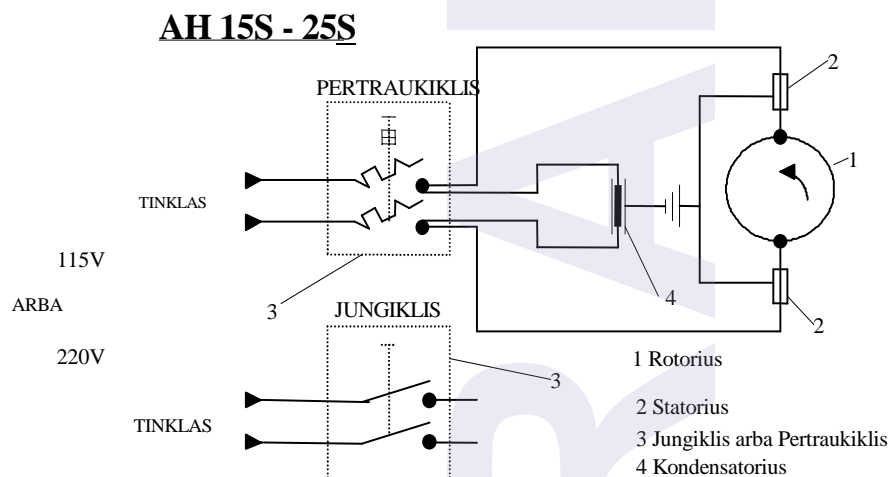 AH 15S - 25S
2
PERTRAUKIKLIS
1
TINKLAS
115V
3
4
ARBA
JUNGIKLIS
2
220V
1 Rotorius
3
2 Statorius
TINKLAS
3 Jungiklis arba Pertraukiklis
4 Kondensatorius